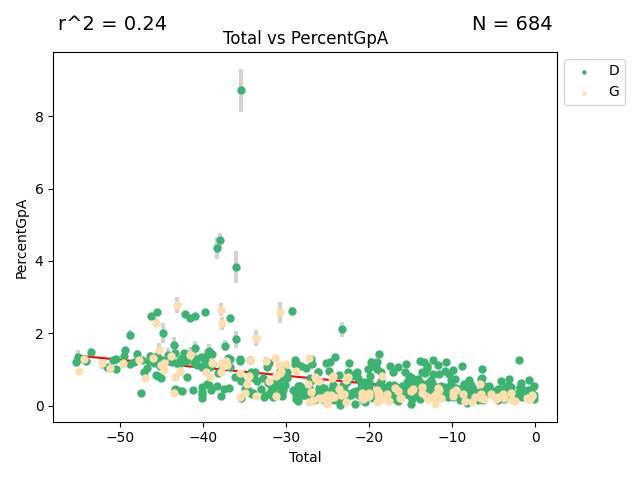 r^2 = 0.24
N = 684
Total vs PercentGpA
D
G
PercentGpA
8
6
4
2
0
−50
−40
−30
−20
−10
0
Total